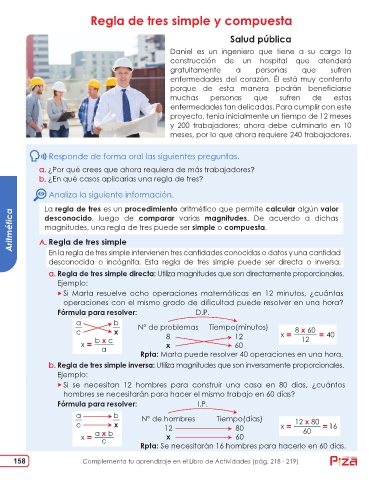 Regla de tres simple y compuesta
Salud pública
Daniel es un ingeniero que tiene a su cargo la
construcción de un hospital que atenderá
gratuitamente a personas que sufren
enfermedades del corazón. Él está muy contento
porque de esta manera podrán beneficiarse
muchas personas que sufren de estas
enfermedades tan delicadas. Para cumplir con este
proyecto, tenía inicialmente un tiempo de 12 meses
y 200 trabajadores; ahora debe culminarlo en 10
meses, por lo que ahora requiere 240 trabajadores.
Responde de forma oral las siguientes preguntas.
a. ¿Por qué crees que ahora requiera de más trabajadores?
b. ¿En qué casos aplicarías una regla de tres?
Analiza la siguiente información.
La regla de tres es un procedimiento aritmético que permite calcular algún valor
desconocido, luego de comparar varias magnitudes. De acuerdo a dichas
magnitudes, una regla de tres puede ser simple o compuesta.
Aritmética
A. Regla de tres simple
En la regla de tres simple intervienen tres cantidades conocidas o datos y una cantidad
desconocida o incógnita. Esta regla de tres simple puede ser directa o inversa.
a. Regla de tres simple directa: Utiliza magnitudes que son directamente proporcionales.
Ejemplo:
Si Marta resuelve ocho operaciones matemáticas en 12 minutos, ¿cuántas
operaciones con el mismo grado de dificultad puede resolver en una hora?
Fórmula para resolver: D.P.
a b
c x
x = b x c / a
N° de problemas Tiempo(minutos)
8 12
x 60
x = 8 x 60 / 12 = 40
Rpta: Marta puede resolver 40 operaciones en una hora.
b. Regla de tres simple inversa: Utiliza magnitudes que son inversamente proporcionales.
Ejemplo:
Si se necesitan 12 hombres para construir una casa en 80 días, ¿cuántos
hombres se necesitarán para hacer el mismo trabajo en 60 días?
Fórmula para resolver: I.P.
a b
c x
x = a x b / c
N° de hombres Tiempo(días)
12 80
x 60
x = 12 x 80 / 60 = 16
Rpta: Se necesitarán 16 hombres para hacerlo en 60 días.
158 Complementa tu aprendizaje en el Libro de Actividades (pág. 218 - 219)